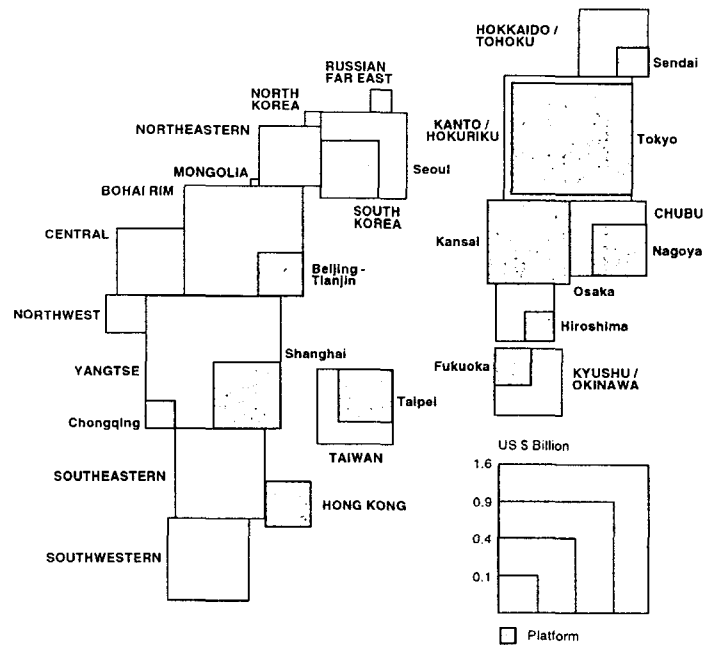 HOKKAIDO /
TOHOKU
Sendai
RUSSIAN
FAR EAST
NORTH
KOREA
NORTHEASTERN
KANTO /
HOKURIKU
Tokyo
MONGOLIA
Seoul
BOHAI RIM
SOUTH
KOREA
CENTRAL
CHUBU
Kansai
Nagoya
Beijing -
Tianjin
Osaka
NORTHWEST
Hiroshima
Shanghai
YANGTSE
Fukuoka
KYUSHU /
OKINAWA
Taipei
Chongqing
TAIWAN
US $ Billion
1.6
SOUTHEASTERN
0.9
HONG KONG
0.4
SOUTHWESTERN
0.1
Platform